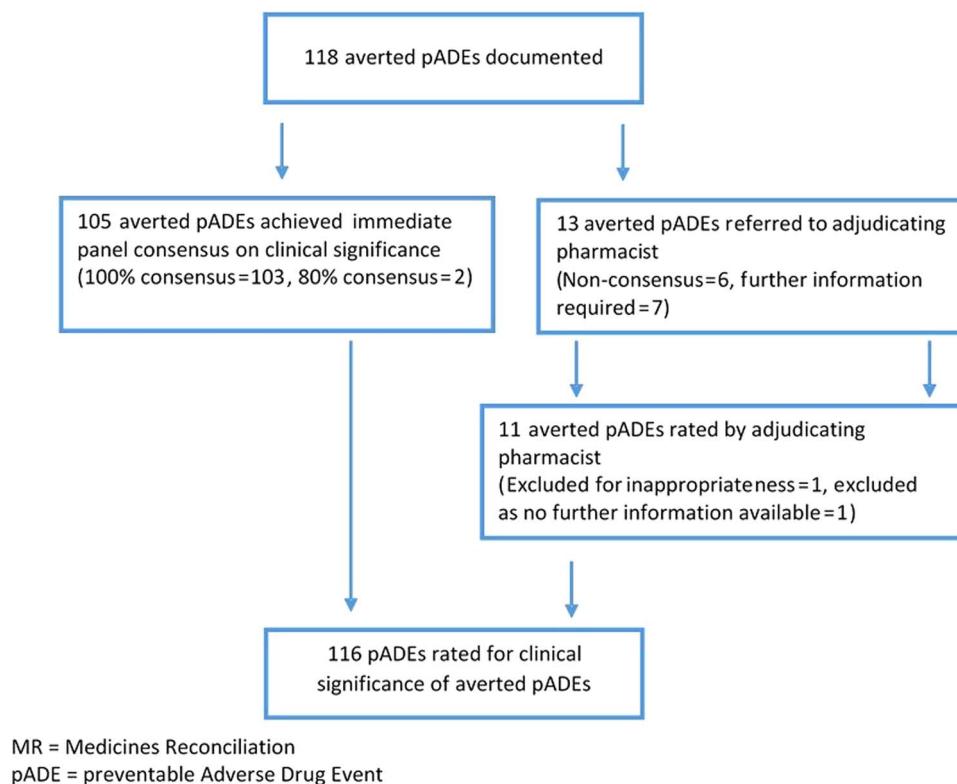 118 averted pADEs documented
105 averted pADEs achieved immediate
panel consensus on clinical significance
(100% consensus=103, 80% consensus=2)
13 averted pADEs referred to adjudicating
pharmacist
(Non-consensus=6, further information
required=7)
11 averted pADEs rated by adjudicating
pharmacist
(Excluded for inappropriateness=1, excluded
as no further information available=1)
116 pADEs rated for clinical
significance of averted pADEs
MR = Medicines Reconciliation
pADE = preventable Adverse Drug Event